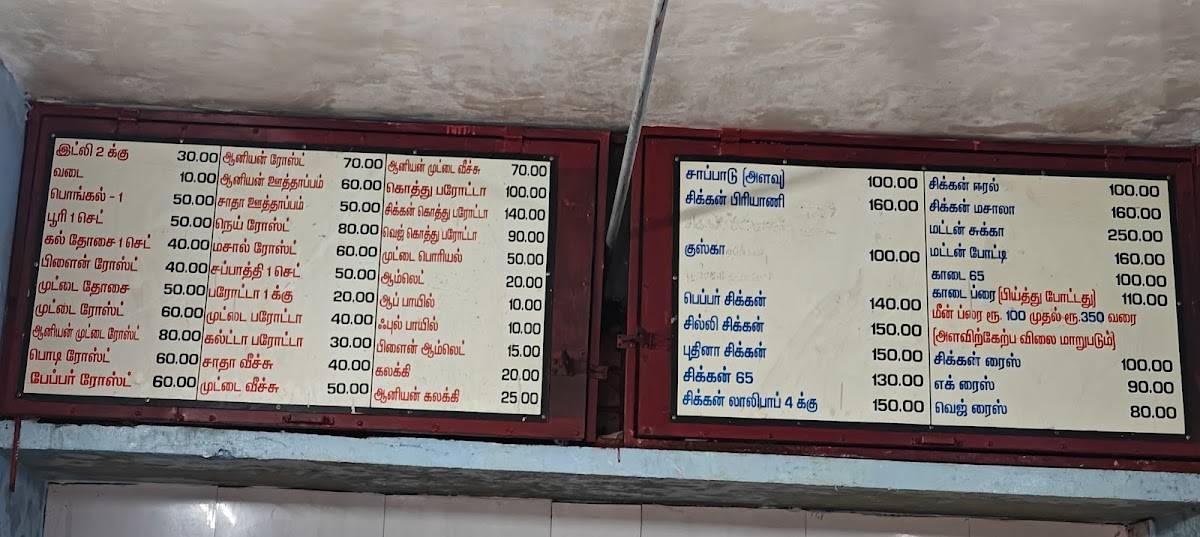 இட்லி 2 க்கு 30.00
வடை 10.00
பொங்கல் - 1 50.00
பூரி 1 செட் 50.00
கல் தோசை 1 செட் 40.00
பிளைன் ரோஸ்ட் 40.00
முட்டை தோசை 50.00
முட்டை ரோஸ்ட் 60.00
ஆனியன் முட்டை ரோஸ்ட் 80.00
பொடி ரோஸ்ட் 60.00
பேப்பர் ரோஸ்ட் 60.00
ஆனியன் ரோஸ்ட் 70.00
ஆனியன் ஊத்தாப்பம் 60.00
சாதா ஊத்தாப்பம் 50.00
நெய் ரோஸ்ட் 80.00
மசால் ரோஸ்ட் 60.00
சப்பாத்தி 1 செட் 50.00
பரோட்டா 1 க்கு 20.00
முட்டை பரோட்டா 40.00
கல்ட்டா பரோட்டா 30.00
சாதா வீச்சு 40.00
முட்டை வீச்சு 50.00
ஆனியன் முட்டை வீச்சு 70.00
கொத்து பரோட்டா 100.00
சிக்கன் கொத்து பரோட்டா 140.00
வெஜ் கொத்து பரோட்டா 90.00
முட்டை பொரியல் 50.00
ஆம்லெட் 20.00
ஆப் பாயில் 10.00
ஃபுல் பாயில் 10.00
பிளைன் ஆம்லெட் 15.00
கலக்கி 20.00
ஆனியன் கலக்கி 25.00
சாப்பாடு (அளவு) 100.00
சிக்கன் பிரியாணி 160.00
குஸ்கா 100.00
பெப்பர் சிக்கன் 140.00
சில்லி சிக்கன் 150.00
புதினா சிக்கன் 150.00
சிக்கன் 65 130.00
சிக்கன் லாலிபாப் 4 க்கு 150.00
சிக்கன் ஈரல் 100.00
சிக்கன் மசாலா 160.00
மட்டன் சுக்கா 250.00
மட்டன் போட்டி 160.00
காடை 65 100.00
காடை ப்ரை (பிய்த்து போட்டது) 110.00
மீன் ப்ரை ரூ. 100 முதல் ரூ.350 வரை
(அளவிற்கேற்ப விலை மாறுபடும்)
சிக்கன் ரைஸ் 100.00
எக் ரைஸ் 90.00
வெஜ் ரைஸ் 80.00